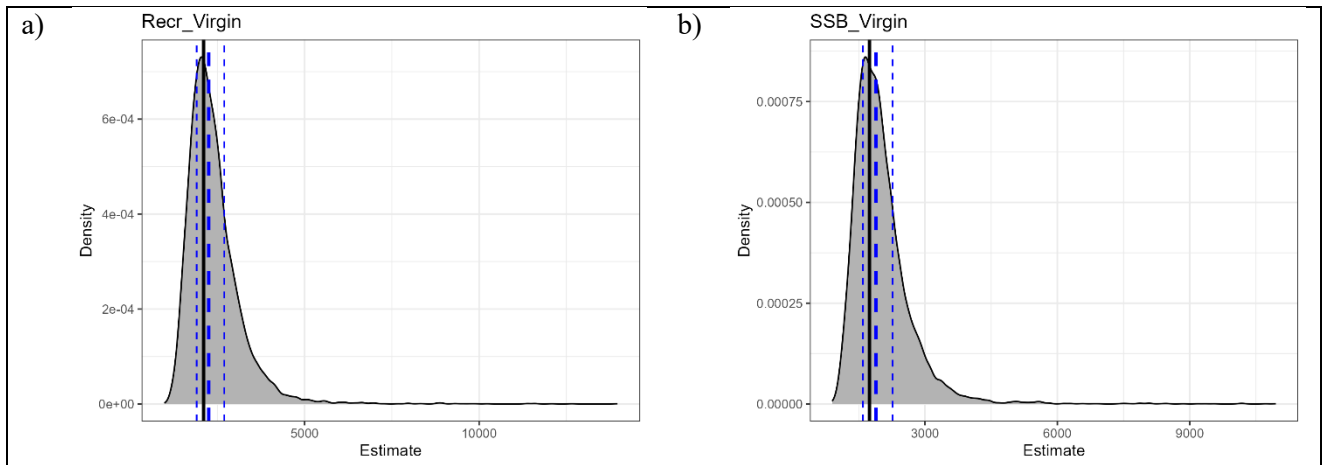 a)
Recr_Virgin
6e-04
4e-04
2e-04
0e+00
Density
5000
10000
Estimate
b)
SSB_Virgin
0.00075
0.00050
0.00025
0.00000
Density
3000
6000
9000
Estimate